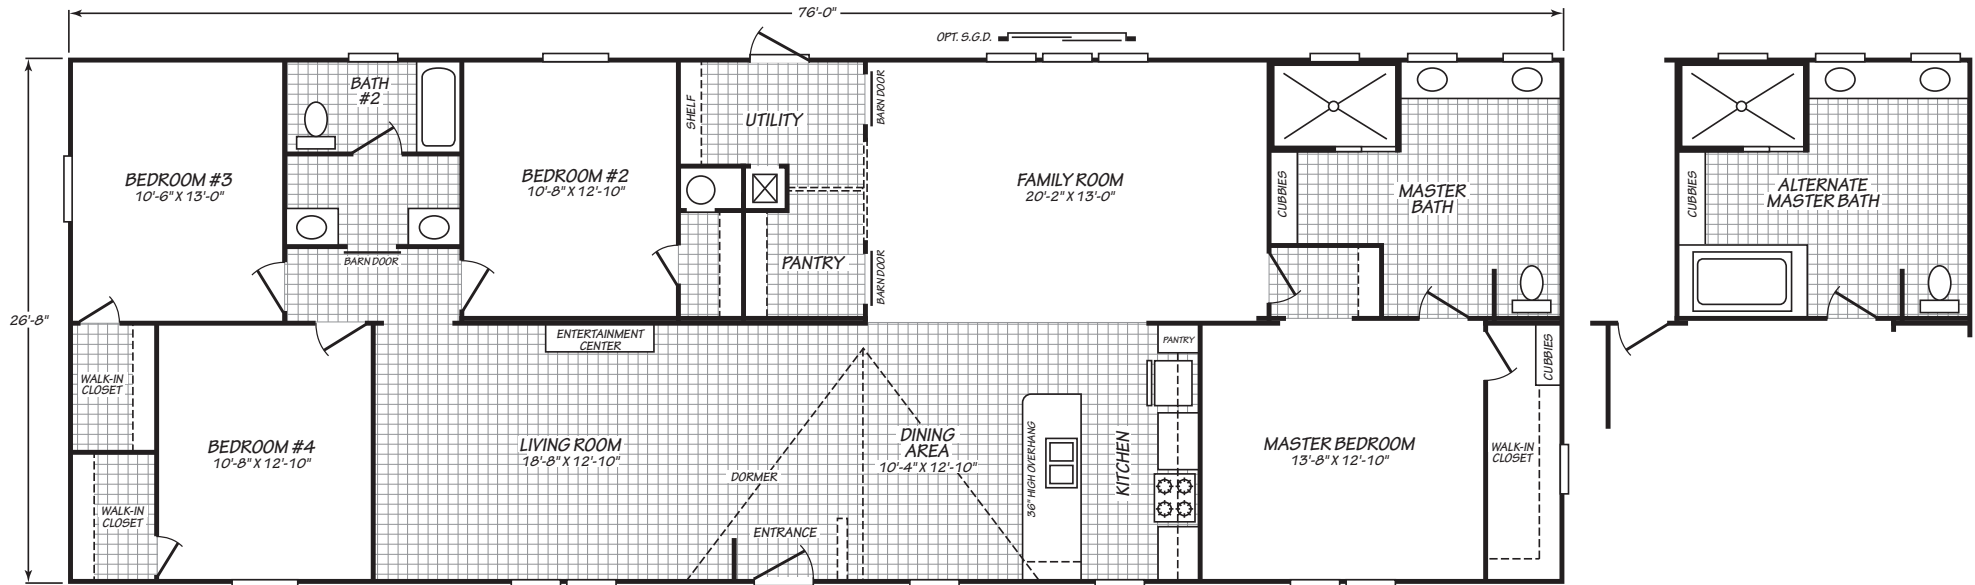 76'-0"
OPT. S.G.D.
BATH
#2
SHELF
UTILITY
BARN DOOR
BEDROOM #3
10'-6" X 13'-0"
BEDROOM #2
10'-8" X 12'-10"
FAMILY ROOM
20'-2" X 13'-0"
CUBBIES
MASTER
BATH
CUBBIES
ALTERNATE
MASTER BATH
BARN DOOR
PANTRY
BARN DOOR
26'-8"
ENTERTAINMENT
CENTER
PANTRY
CUBBIES
WALK-IN
CLOSET
BEDROOM #4
10'-8" X 12'-10"
LIVING ROOM
18'-8" X 12'-10"
DORMER
DINING
AREA
10'-4" X 12'-10"
36" HIGH OVERHANG
KITCHEN
MASTER BEDROOM
13'-8" X 12'-10"
WALK-IN
CLOSET
WALK-IN
CLOSET
ENTRANCE